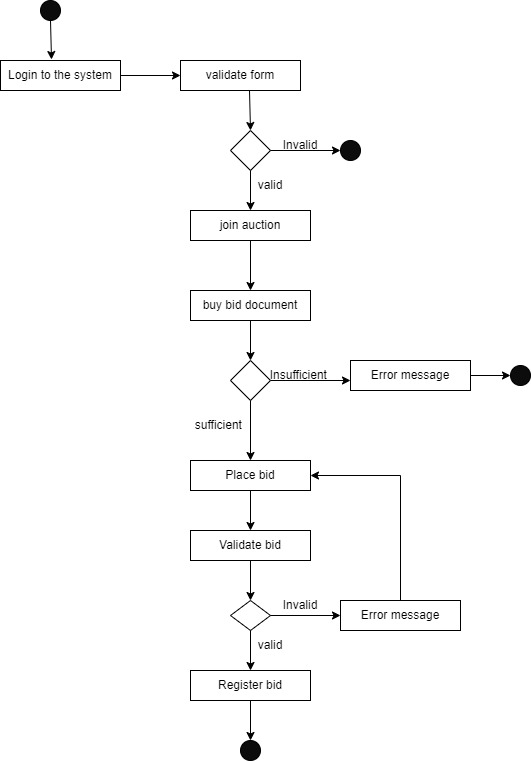 Login to the system
validate form
Invalid
valid
join auction
buy bid document
Insufficient
Error message
sufficient
Place bid
Validate bid
Invalid
Error message
valid
Register bid